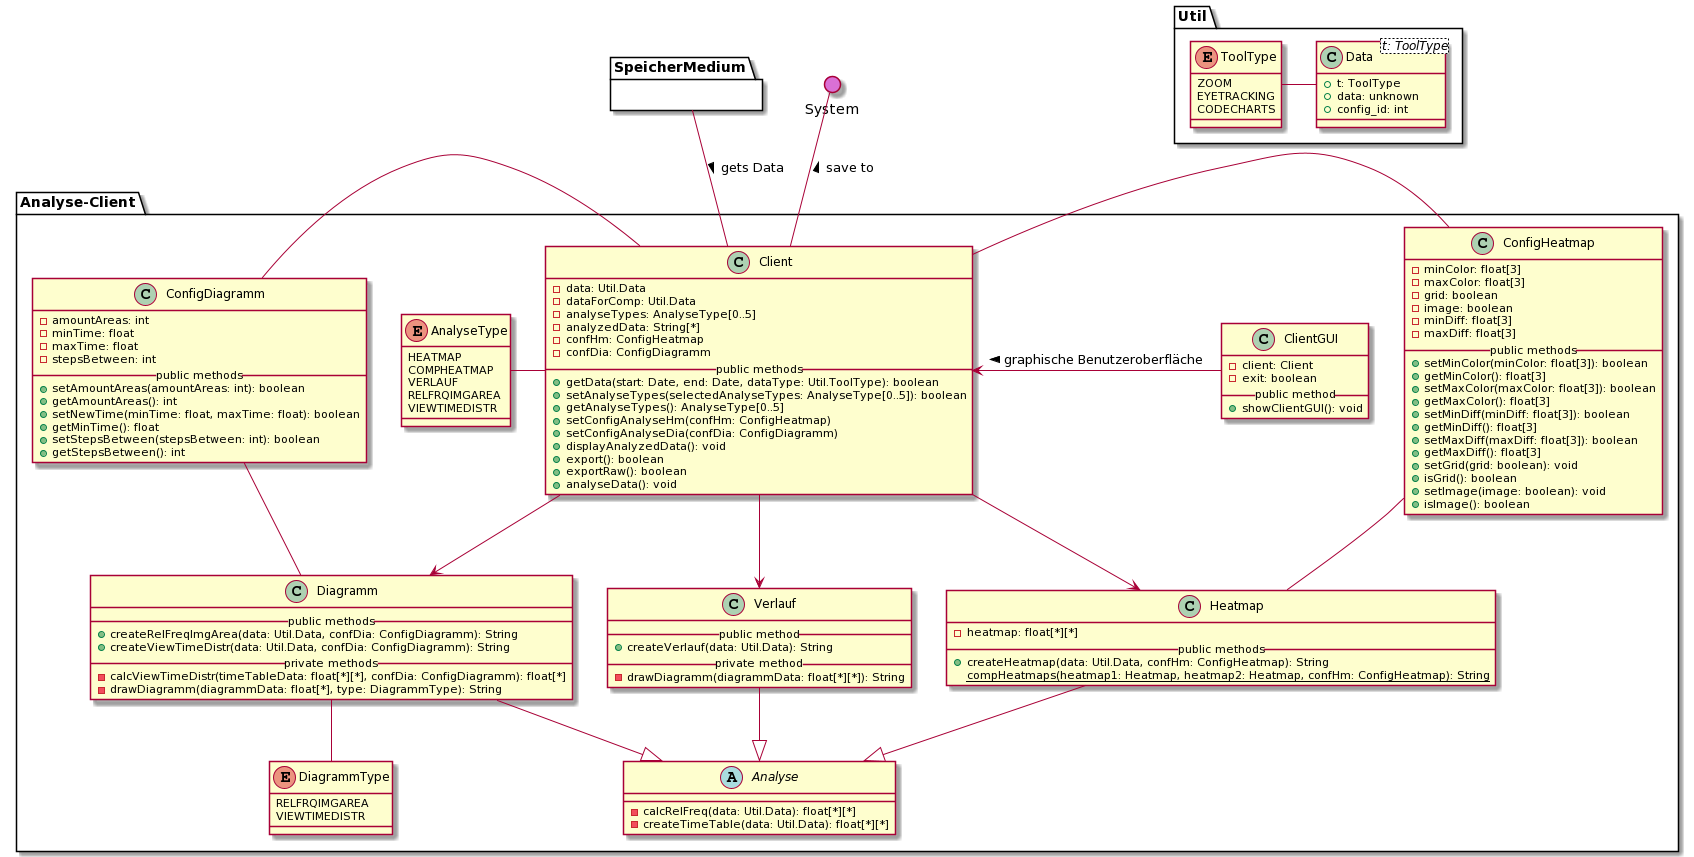 Util
t: ToolType
E ToolType
ZOOM
EYETRACKING
CODECHARTS
C Data
t: ToolType
data: unknown
config_id: int
SpeicherMedium
System
gets Data
save to
Analyse-Client
C ConfigDiagramm
amountAreas: int
minTime: float
maxTime: float
stepsBetween: int
public methods
setAmountAreas(amountAreas: int): boolean
getAmountAreas(): int
setNewTime(minTime: float, maxTime: float): boolean
getMinTime(): float
setStepsBetween(stepsBetween: int): boolean
getStepsBetween(): int
E AnalyseType
HEATMAP
COMPHEATMAP
VERLAUF
RELFRQIMGAREA
VIEWTIMEDISTR
C Client
data: Util.Data
dataForComp: Util.Data
analyseTypes: AnalyseType[0..5]
analyzedData: String[*]
confHm: ConfigHeatmap
confDia: ConfigDiagramm
public methods
getData(start: Date, end: Date, dataType: Util.ToolType): boolean
setAnalyseTypes(selectedAnalyseTypes: AnalyseType[0..5]): boolean
getAnalyseTypes(): AnalyseType[0..5]
setConfigAnalyseHm(confHm: ConfigHeatmap)
setConfigAnalyseDia(confDia: ConfigDiagramm)
displayAnalyzedData(): void
export(): boolean
exportRaw(): boolean
analyseData(): void
graphische Benutzeroberfläche
C ClientGUI
client: Client
exit: boolean
public method
showClientGUI(): void
C ConfigHeatmap
minColor: float[3]
maxColor: float[3]
grid: boolean
image: boolean
minDiff: float[3]
maxDiff: float[3]
public methods
setMinColor(minColor: float[3]): boolean
getMinColor(): float[3]
setMaxColor(maxColor: float[3]): boolean
getMaxColor(): float[3]
setMinDiff(minDiff: float[3]): boolean
getMinDiff(): float[3]
setMaxDiff(maxDiff: float[3]): boolean
getMaxDiff(): float[3]
setGrid(grid: boolean): void
isGrid(): boolean
setImage(image: boolean): void
isImage(): boolean
C Diagramm
public methods
createRelFreqImgArea(data: Util.Data, confDia: ConfigDiagramm): String
createViewTimeDistr(data: Util.Data, confDia: ConfigDiagramm): String
private methods
calcViewTimeDistr(timeTableData: float[*][*], confDia: ConfigDiagramm): float[*]
drawDiagramm(diagrammData: float[*], type: DiagrammType): String
C Verlauf
public method
createVerlauf(data: Util.Data): String
private method
drawDiagramm(diagrammData: float[*][*]): String
C Heatmap
heatmap: float[*][*]
public methods
createHeatmap(data: Util.Data, confHm: ConfigHeatmap): String
compHeatmaps(heatmap1: Heatmap, heatmap2: Heatmap, confHm: ConfigHeatmap): String
E DiagrammType
RELFRQIMGAREA
VIEWTIMEDISTR
A Analyse
calcRelFreq(data: Util.Data): float[*][*]
createTimeTable(data: Util.Data): float[*][*]